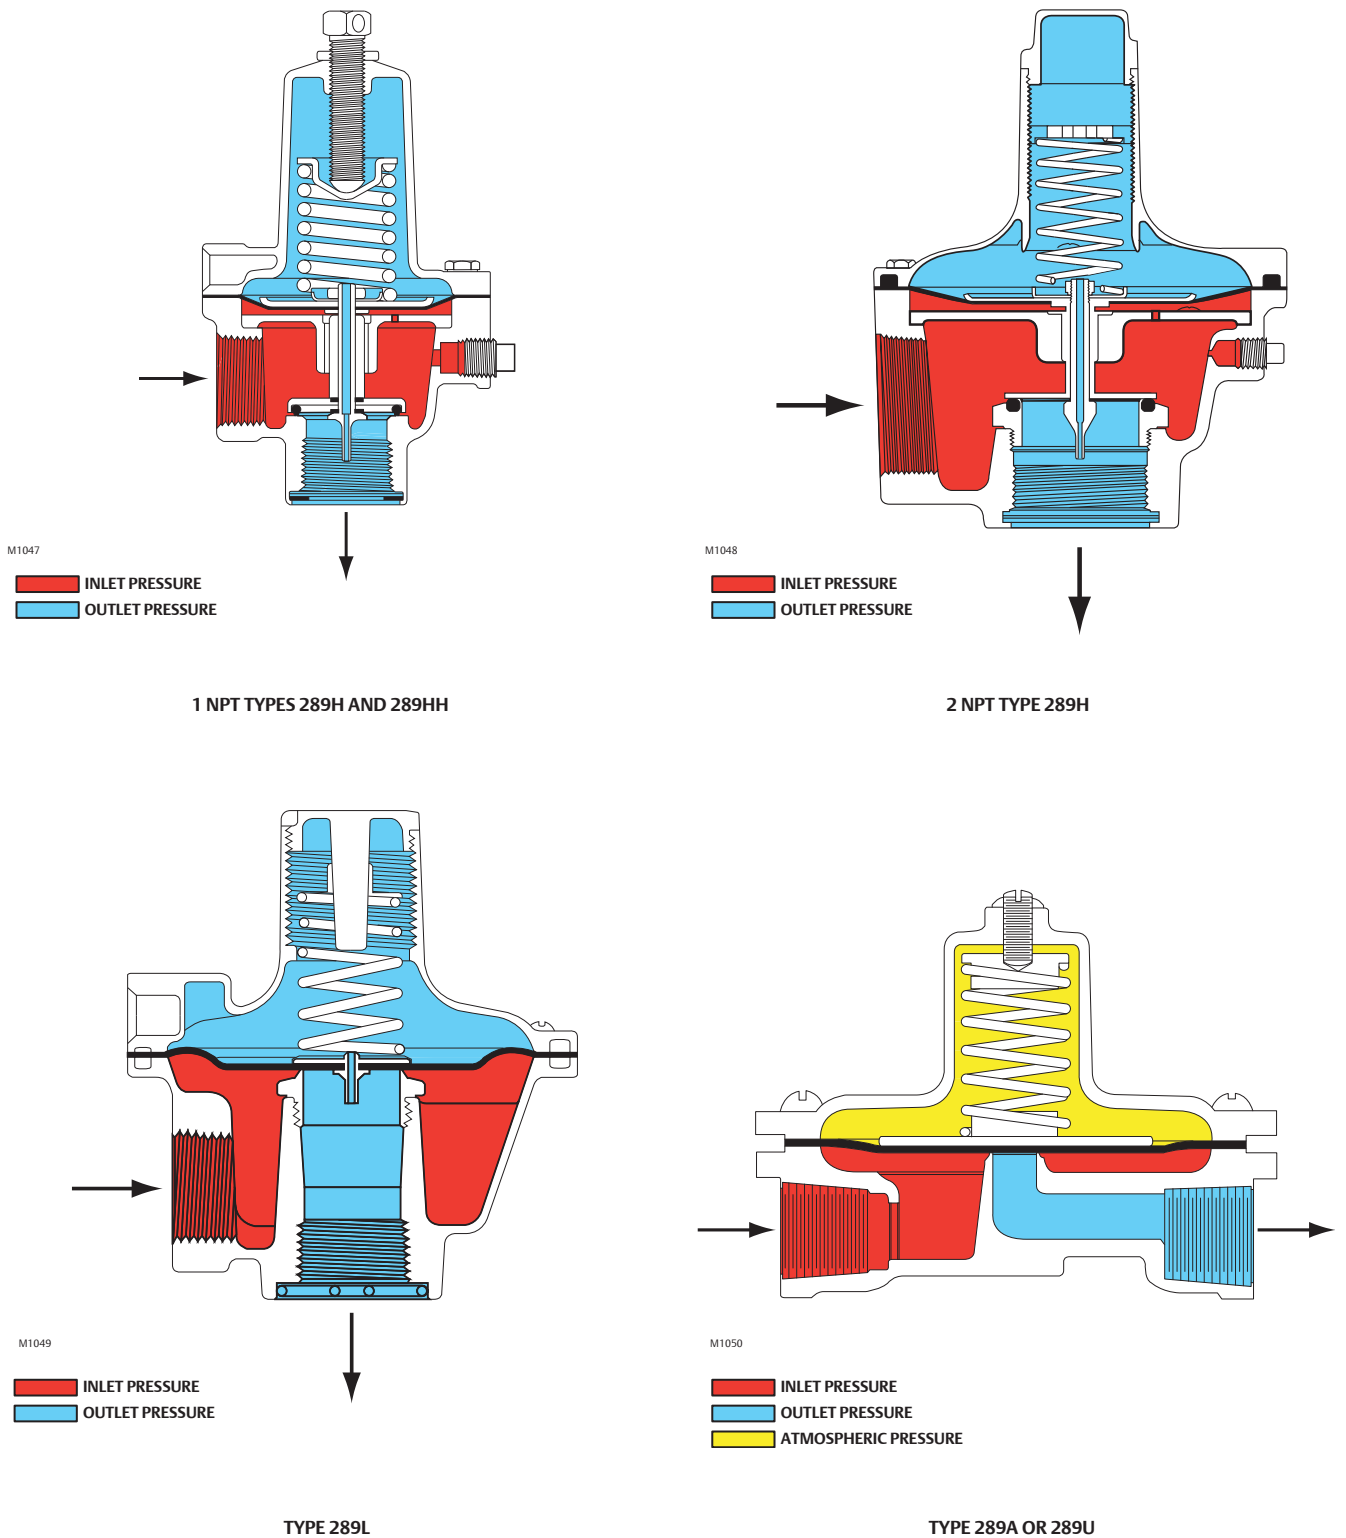 M1047
INLET PRESSURE
OUTLET PRESSURE
1 NPT TYPES 289H AND 289HH
M1048
INLET PRESSURE
OUTLET PRESSURE
2 NPT TYPE 289H
M1049
INLET PRESSURE
OUTLET PRESSURE
TYPE 289L
M1050
INLET PRESSURE
OUTLET PRESSURE
ATMOSPHERIC PRESSURE
TYPE 289A OR 289U